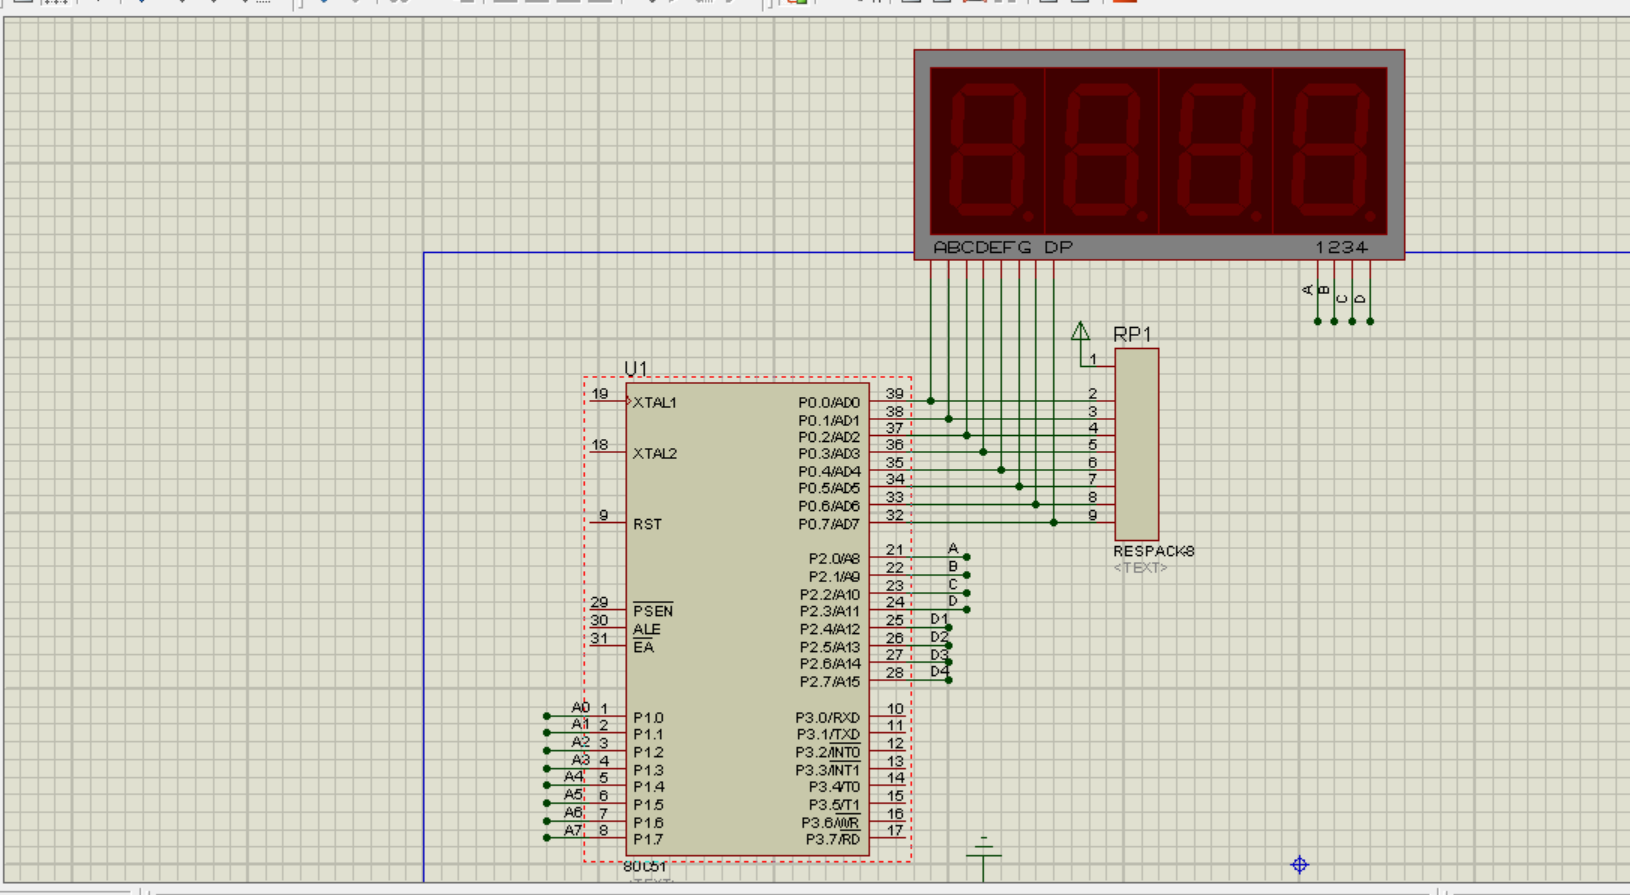 ABCDEFG DP
1234
A
B
C
D
RP1
1
2
3
4
5
6
7
8
9
RESPACK8
<TEXT>
U1
19 XTAL1
18 XTAL2
9 RST
29 PSEN
30 ALE
31 EA
A0 1 P1.0
A1 2 P1.1
A2 3 P1.2
A3 4 P1.3
A4 5 P1.4
A5 6 P1.5
A6 7 P1.6
A7 8 P1.7
P0.0/AD0 39
P0.1/AD1 38
P0.2/AD2 37
P0.3/AD3 36
P0.4/AD4 35
P0.5/AD5 34
P0.6/AD6 33
P0.7/AD7 32
P2.0/A8 21 A
P2.1/A9 22 B
P2.2/A10 23 C
P2.3/A11 24 D
P2.4/A12 25 D1
P2.5/A13 26 D2
P2.6/A14 27 D3
P2.7/A15 28 D4
P3.0/RXD 10
P3.1/TXD 11
P3.2/INT0 12
P3.3/INT1 13
P3.4/T0 14
P3.5/T1 15
P3.6/WR 16
P3.7/RD 17
80C51